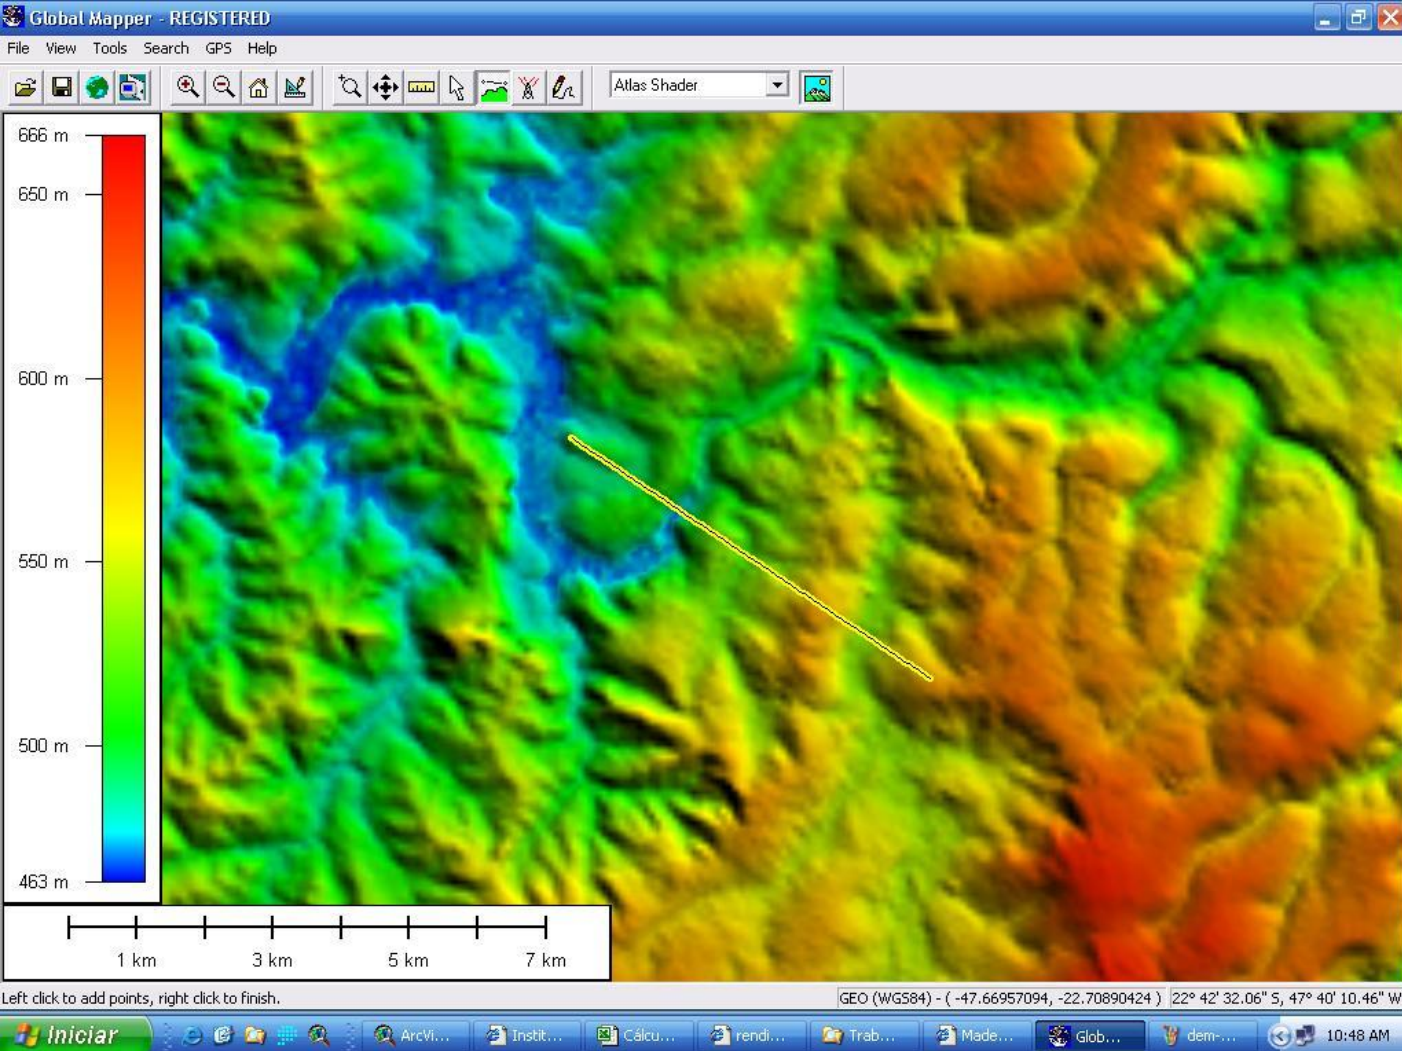 Global Mapper - REGISTERED
File View Tools Search GPS Help
Atlas Shader
666 m
650 m
600 m
550 m
500 m
463 m
1 km 3 km 5 km 7 km
Left click to add points, right click to finish.
GEO (WGS84) - ( -47.66957094, -22.70890424 ) 22° 42' 32.06" S, 47° 40' 10.46" W
Iniciar ArcVi... Instit... Cálcu... rendi... Trab... Made... Glob... dem-... 10:48 AM